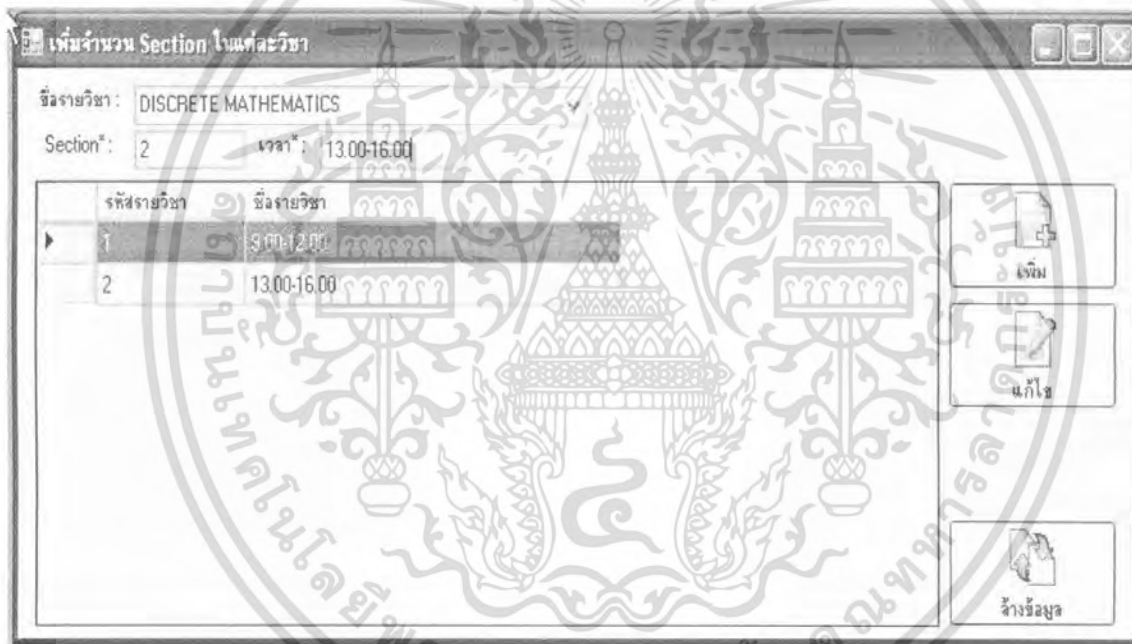 เพิ่มจำนวน Section ในแต่ละวิชา
ชื่อรายวิชา : DISCRETE MATHEMATICS
Section* : 2 เวลา* : 13.00-16.00
รหัสรายวิชา ชื่อรายวิชา
1 9.00-12.00
2 13.00-16.00
เพิ่ม
แก้ไข
ล้างข้อมูล